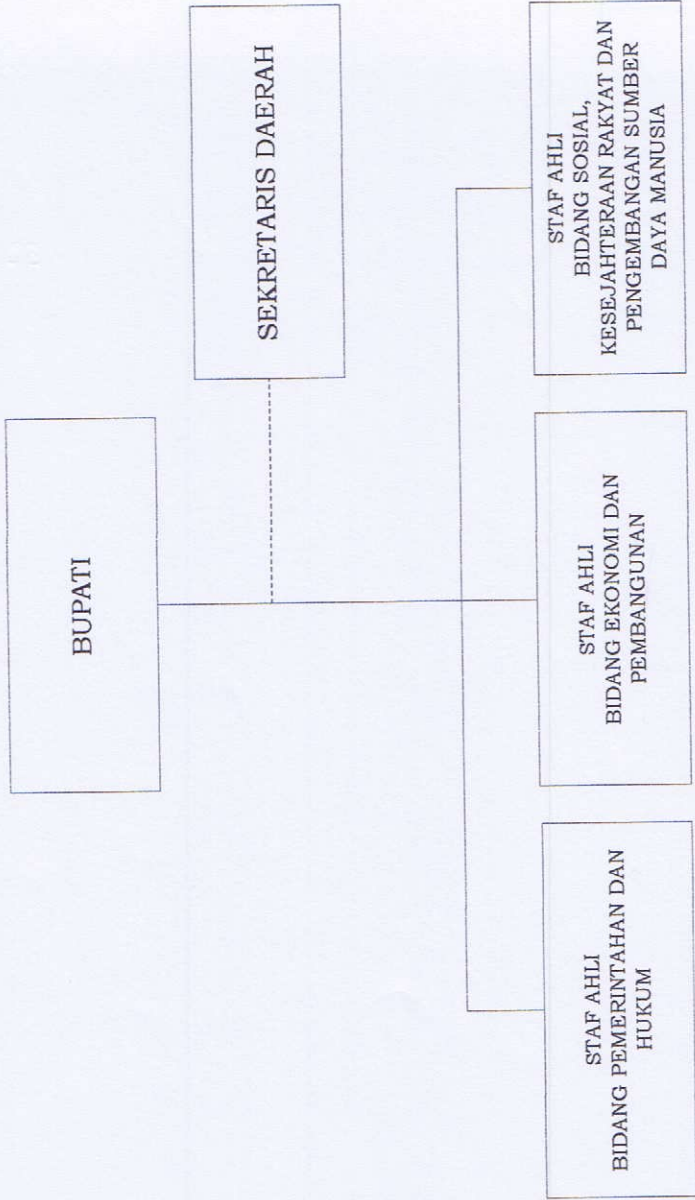 BUPATI
SEKRETARIS DAERAH
STAF AHLI
BIDANG PEMERINTAHAN DAN
HUKUM
STAF AHLI
BIDANG EKONOMI DAN
PEMBANGUNAN
STAF AHLI
BIDANG SOSIAL,
KESEJAHTERAAN RAKYAT DAN
PENGEMBANGAN SUMBER
DAYA MANUSIA